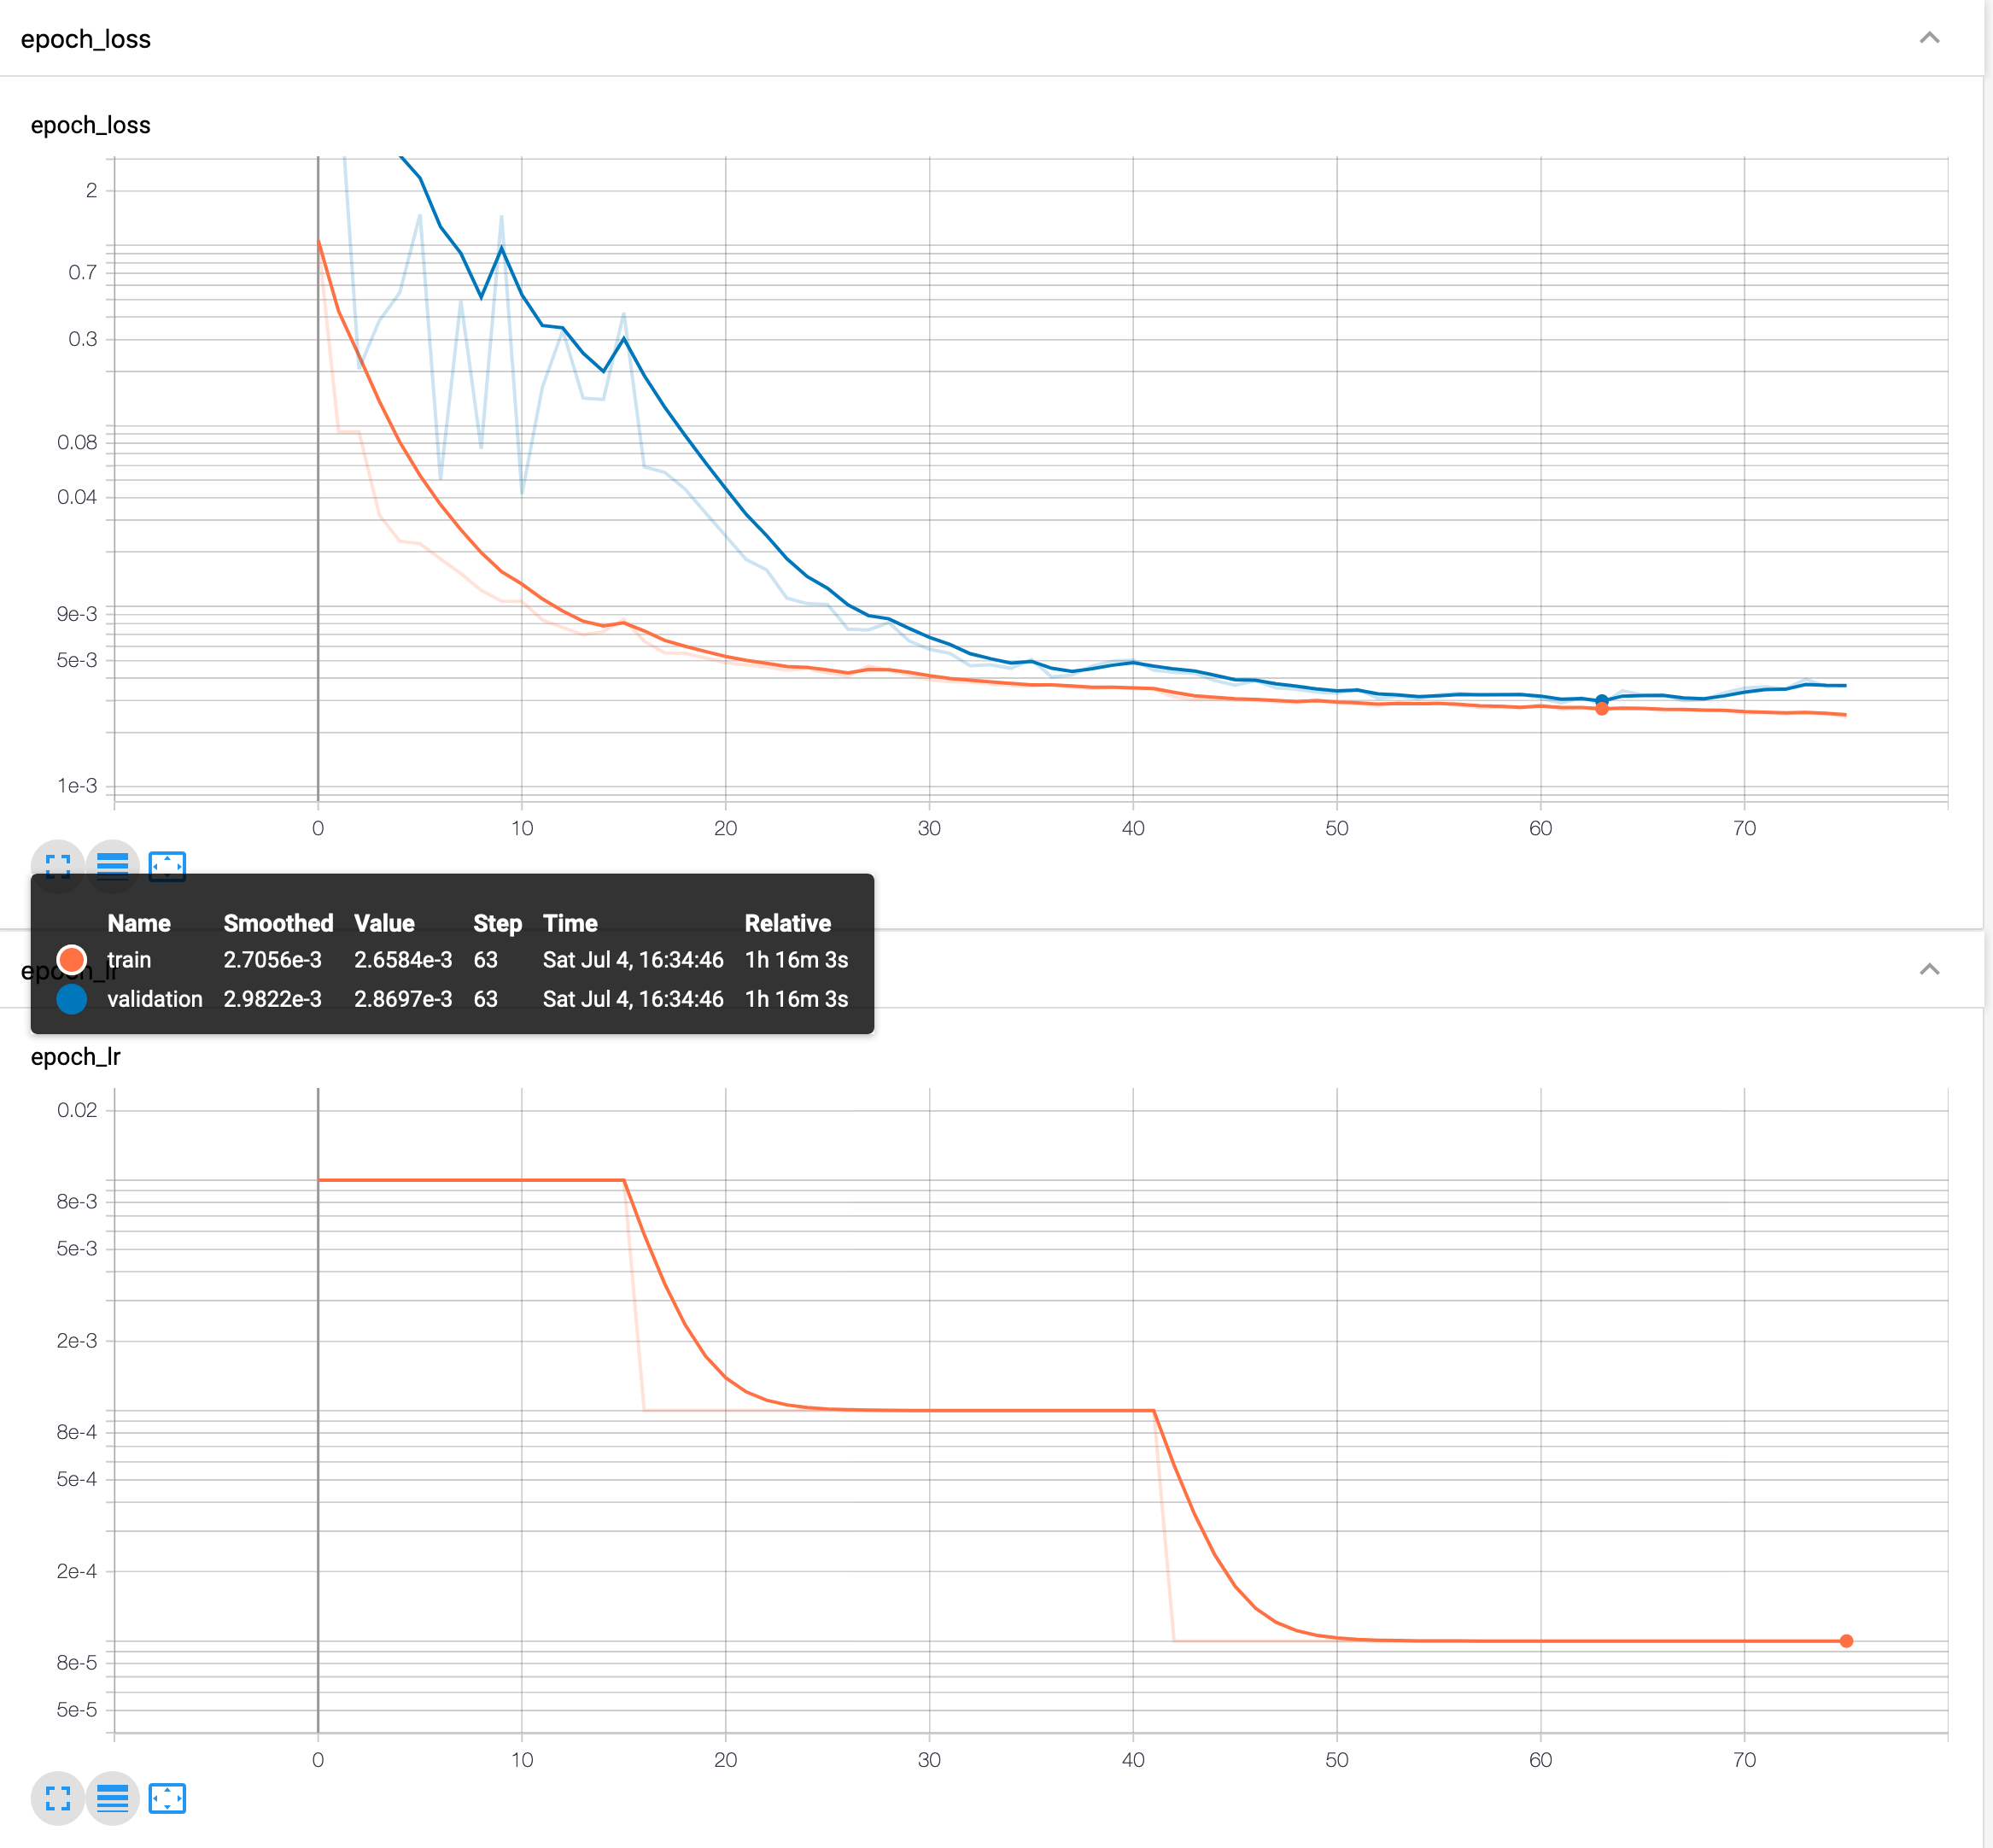 epoch_loss
epoch_loss
2
0.7
0.3
0.08
0.04
9e-3
5e-3
1e-3
0 10 20 30 40 50 60 70
Name Smoothed Value Step Time Relative
train 2.7056e-3 2.6584e-3 63 Sat Jul 4, 16:34:46 1h 16m 3s
epoch_lr
validation 2.9822e-3 2.8697e-3 63 Sat Jul 4, 16:34:46 1h 16m 3s
epoch_lr
0.02
8e-3
5e-3
2e-3
8e-4
5e-4
2e-4
8e-5
5e-5
0 10 20 30 40 50 60 70